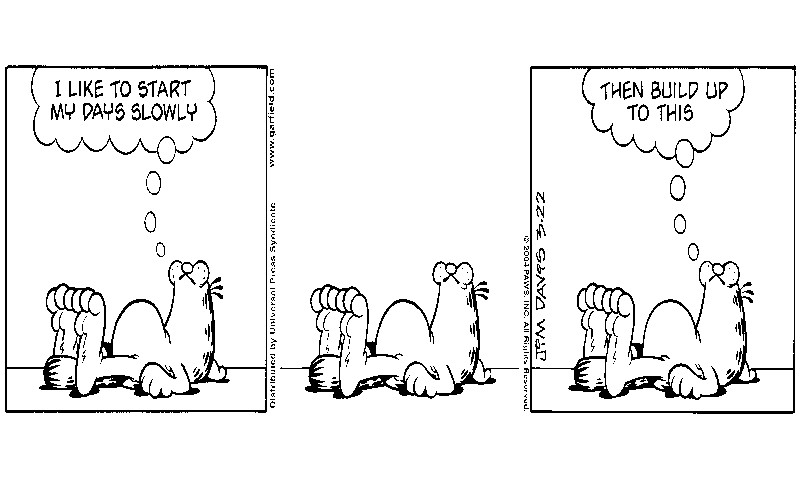 I LIKE TO START
MY DAYS SLOWLY
www.garfield.com
Distributed by Universal Press Syndicate
© 2004 PAWS, INC. All Rights Reserved.
JIM DAVIS 3-22
THEN BUILD UP
TO THIS